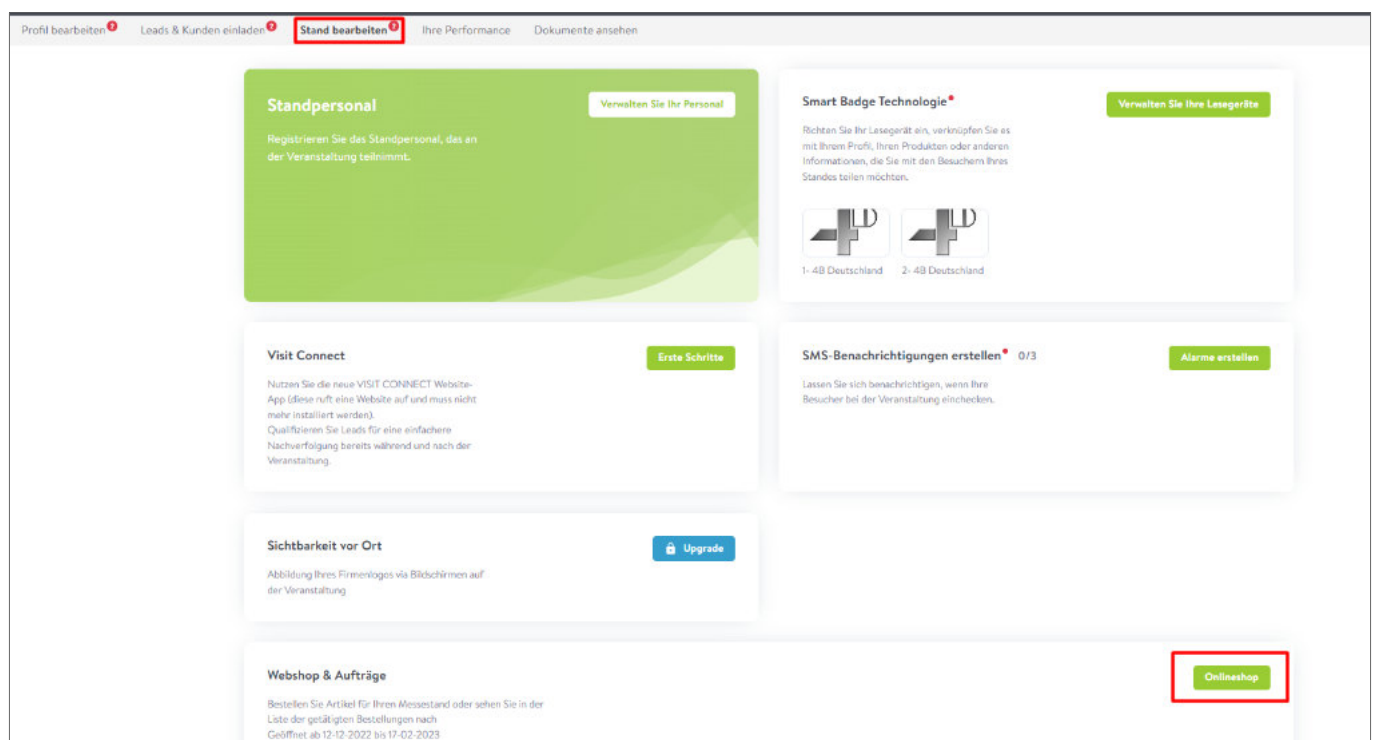 Profil bearbeiten? Leads & Kunden einladen? Stand bearbeiten? Ihre Performance Dokumente ansehen
Standpersonal
Verwalten Sie Ihr Personal
Registrieren Sie das Standpersonal, das an
der Veranstaltung teilnimmt.
Smart Badge Technologie
Verwalten Sie Ihre Lesegeräte
Richten Sie Ihr Lesegerät ein, verknüpfen Sie es
mit Ihrem Profil, Ihren Produkten oder anderen
Informationen, die Sie mit den Besuchern Ihres
Standes teilen möchten.
D D
1- 4B Deutschland 2- 4B Deutschland
Visit Connect
Erste Schritte
Nutzen Sie die neue VISIT CONNECT Website-
App (diese ruft eine Website auf und muss nicht
mehr installiert werden).
Qualifizieren Sie Leads für eine einfachere
Nachverfolgung bereits während und nach der
Veranstaltung.
SMS-Benachrichtigungen erstellen 0/3
Alarme erstellen
Lassen Sie sich benachrichtigen, wenn Ihre
Besucher bei der Veranstaltung einchecken.
Sichtbarkeit vor Ort
Upgrade
Abbildung Ihres Firmenlogos via Bildschirmen auf
der Veranstaltung
Webshop & Aufträge
Onlineshop
Bestellen Sie Artikel für Ihren Messestand oder sehen Sie in der
Liste der getätigten Bestellungen nach
Geöffnet ab 12-12-2022 bis 17-02-2023